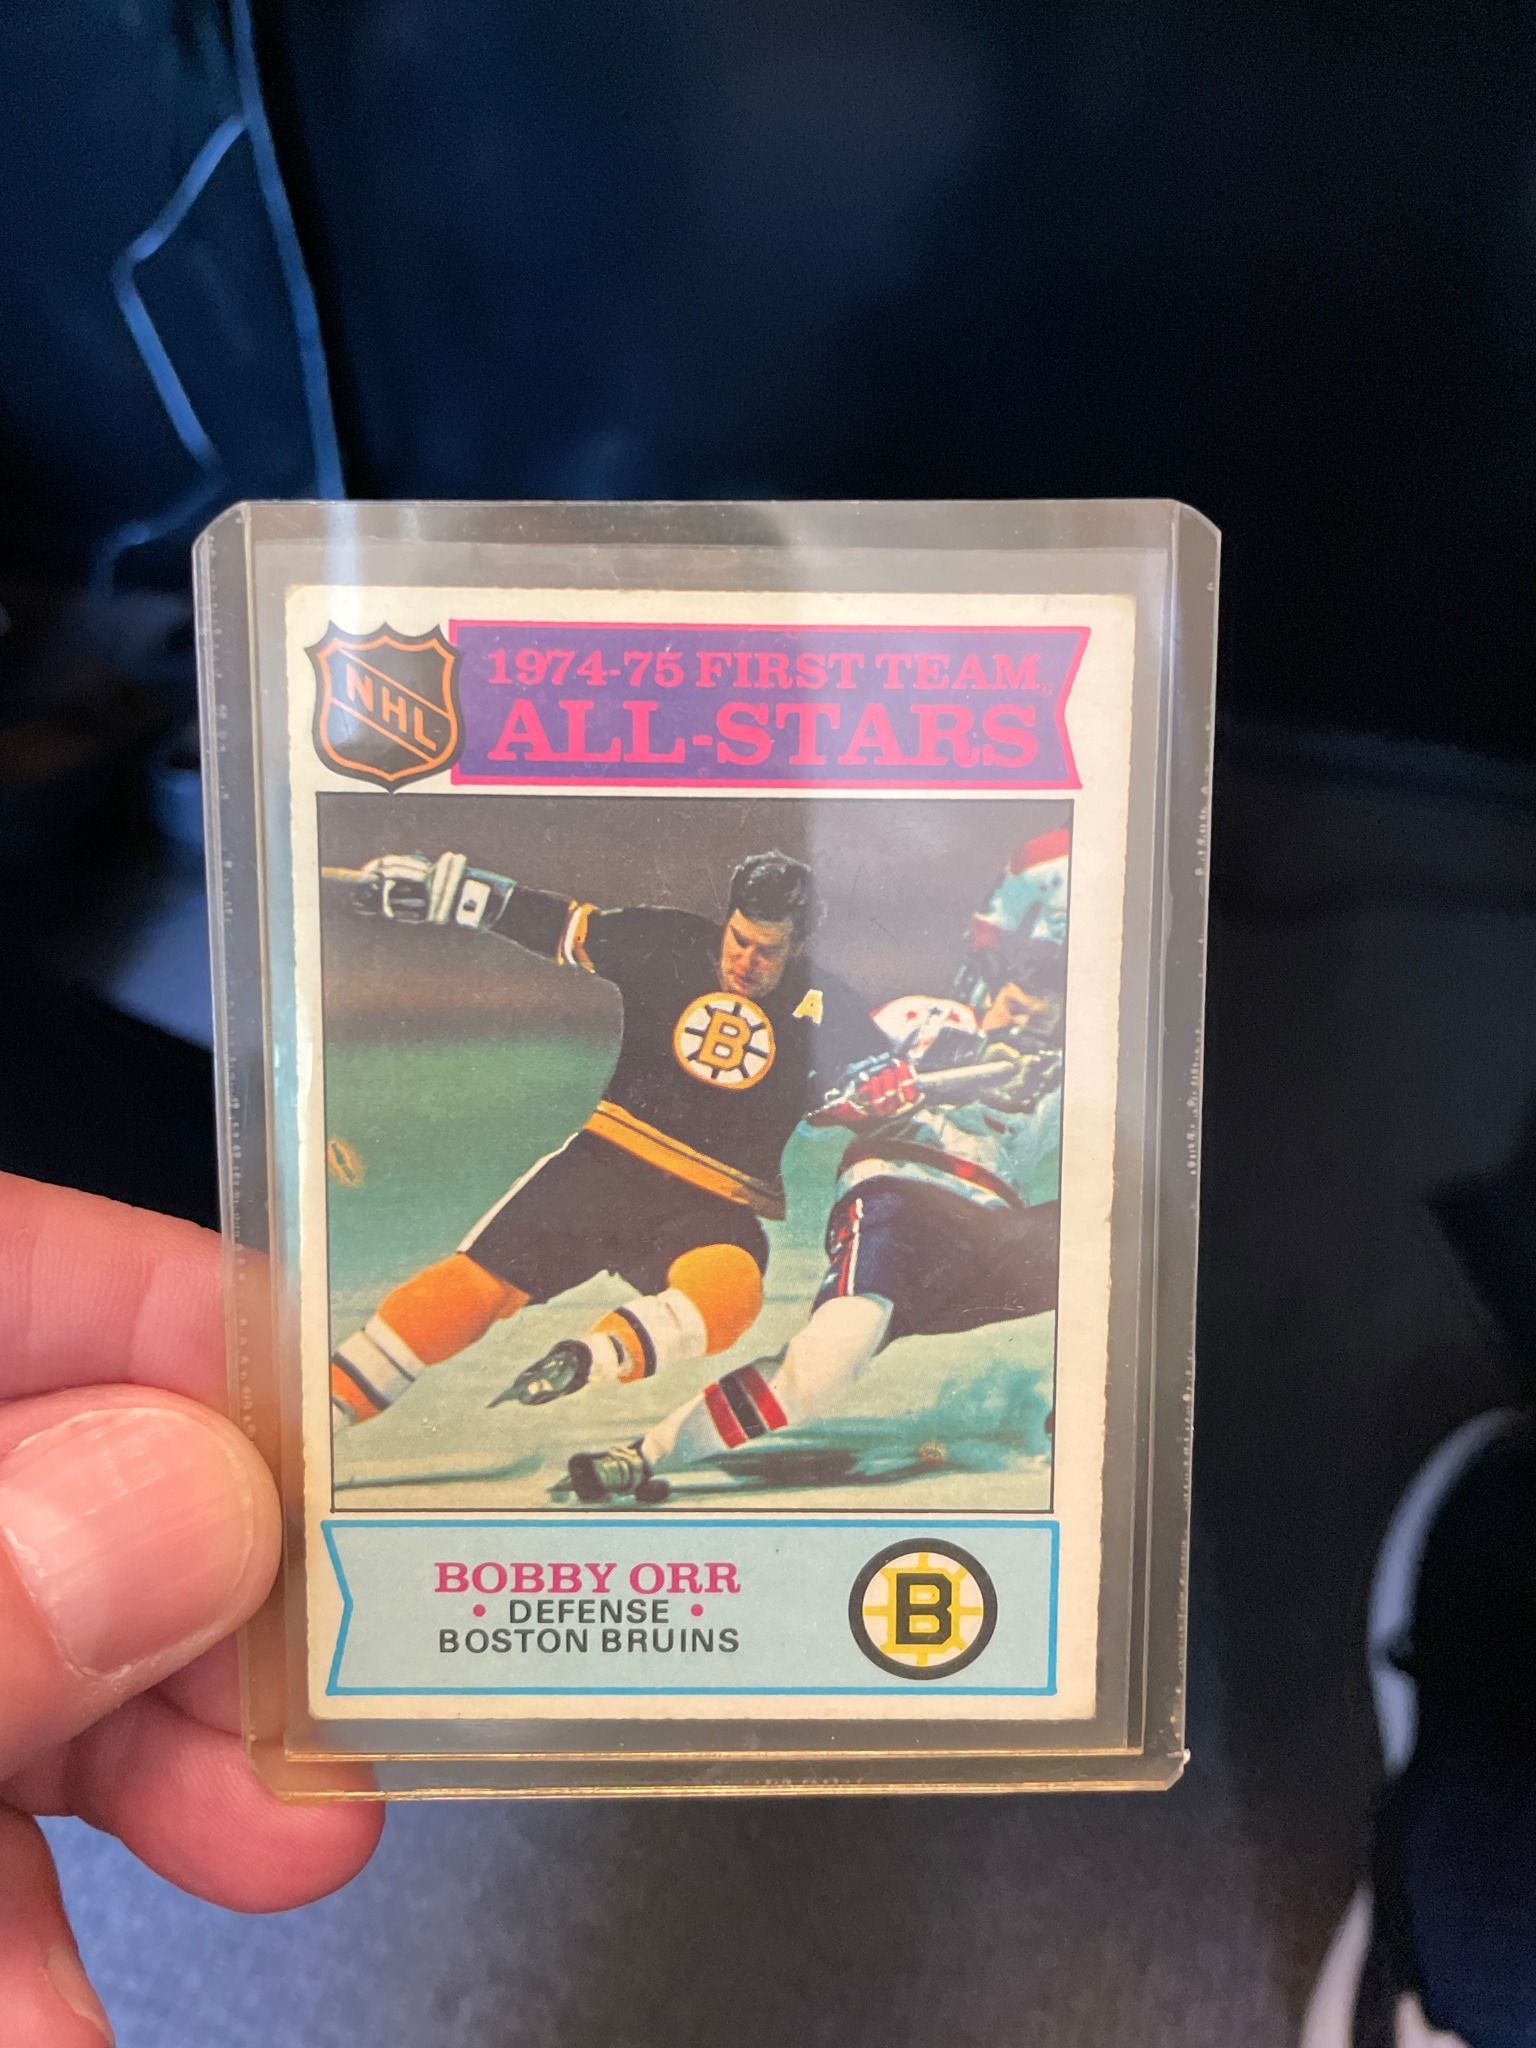 NHL
1974-75 FIRST TEAM
ALL-STARS
B
A
BOBBY ORR
• DEFENSE •
BOSTON BRUINS
B